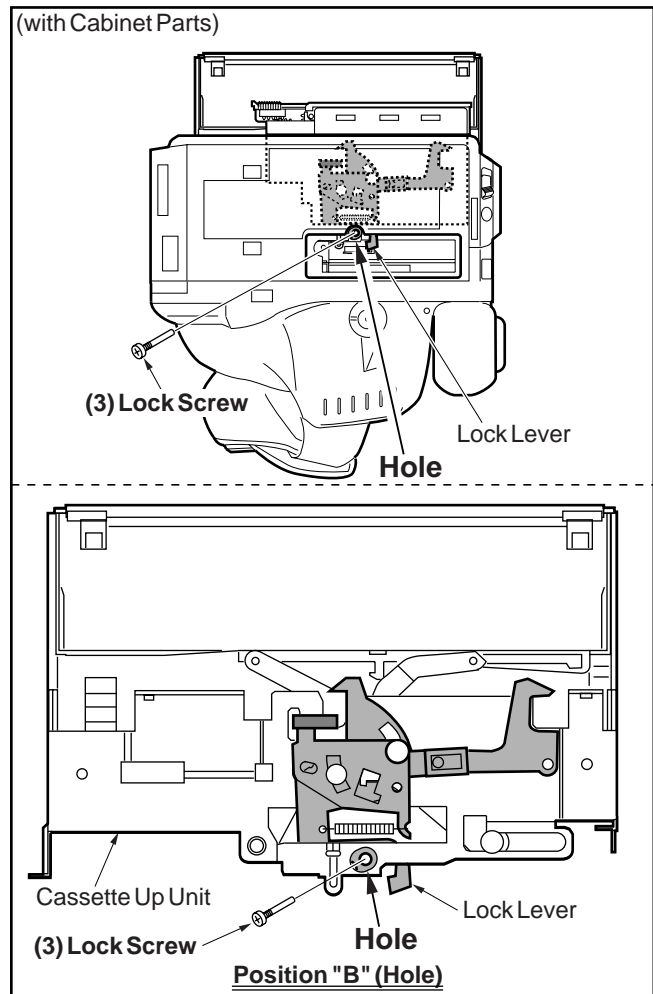 (with Cabinet Parts)
(3) Lock Screw
Lock Lever
Hole
Cassette Up Unit
Lock Lever
(3) Lock Screw
Hole
Position "B" (Hole)